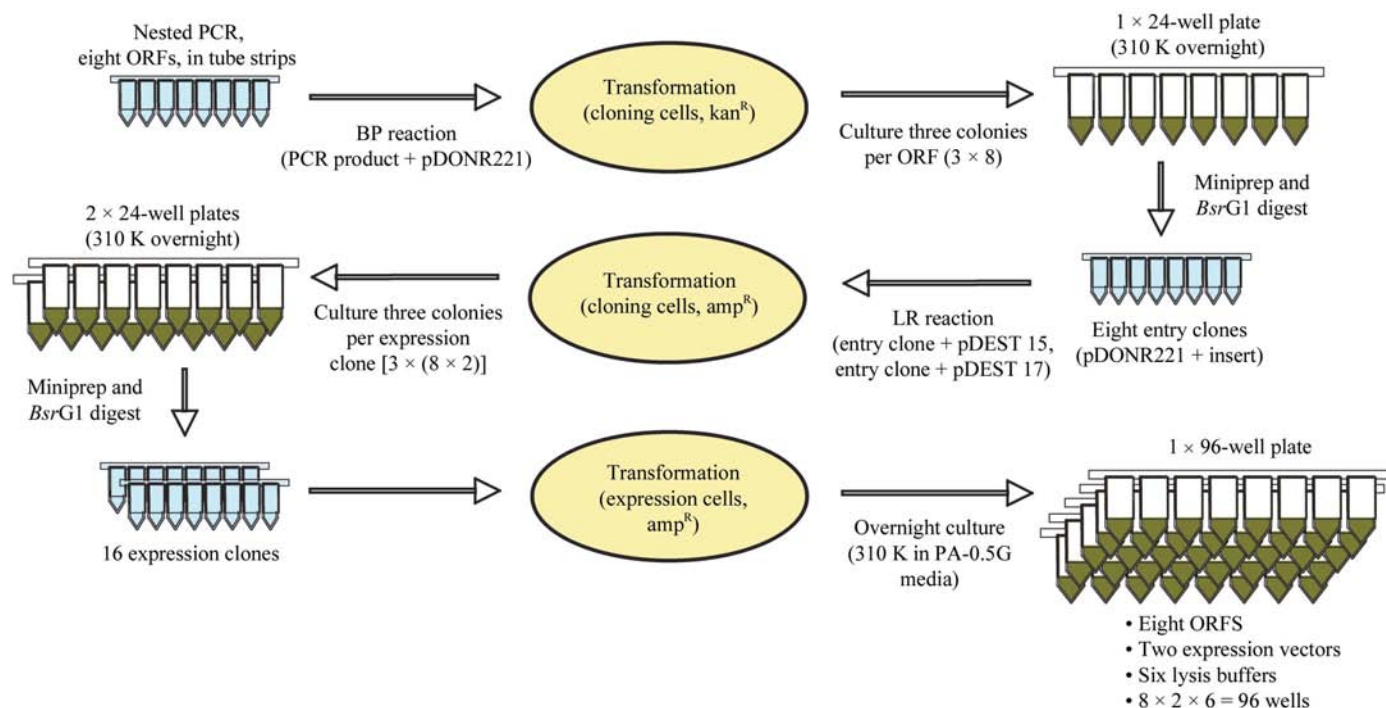 Nested PCR,
eight ORFs, in tube strips
BP reaction
(PCR product + pDONR221)
Transformation
(cloning cells, kanᴿ)
Culture three colonies
per ORF (3 × 8)
1 × 24-well plate
(310 K overnight)
Miniprep and
BsrG1 digest
Eight entry clones
(pDONR221 + insert)
LR reaction
(entry clone + pDEST 15,
entry clone + pDEST 17)
Transformation
(cloning cells, ampᴿ)
Culture three colonies
per expression
clone [3 × (8 × 2)]
2 × 24-well plates
(310 K overnight)
Miniprep and
BsrG1 digest
16 expression clones
Transformation
(expression cells,
ampᴿ)
Overnight culture
(310 K in PA-0.5G
media)
1 × 96-well plate
• Eight ORFS
• Two expression vectors
• Six lysis buffers
• 8 × 2 × 6 = 96 wells